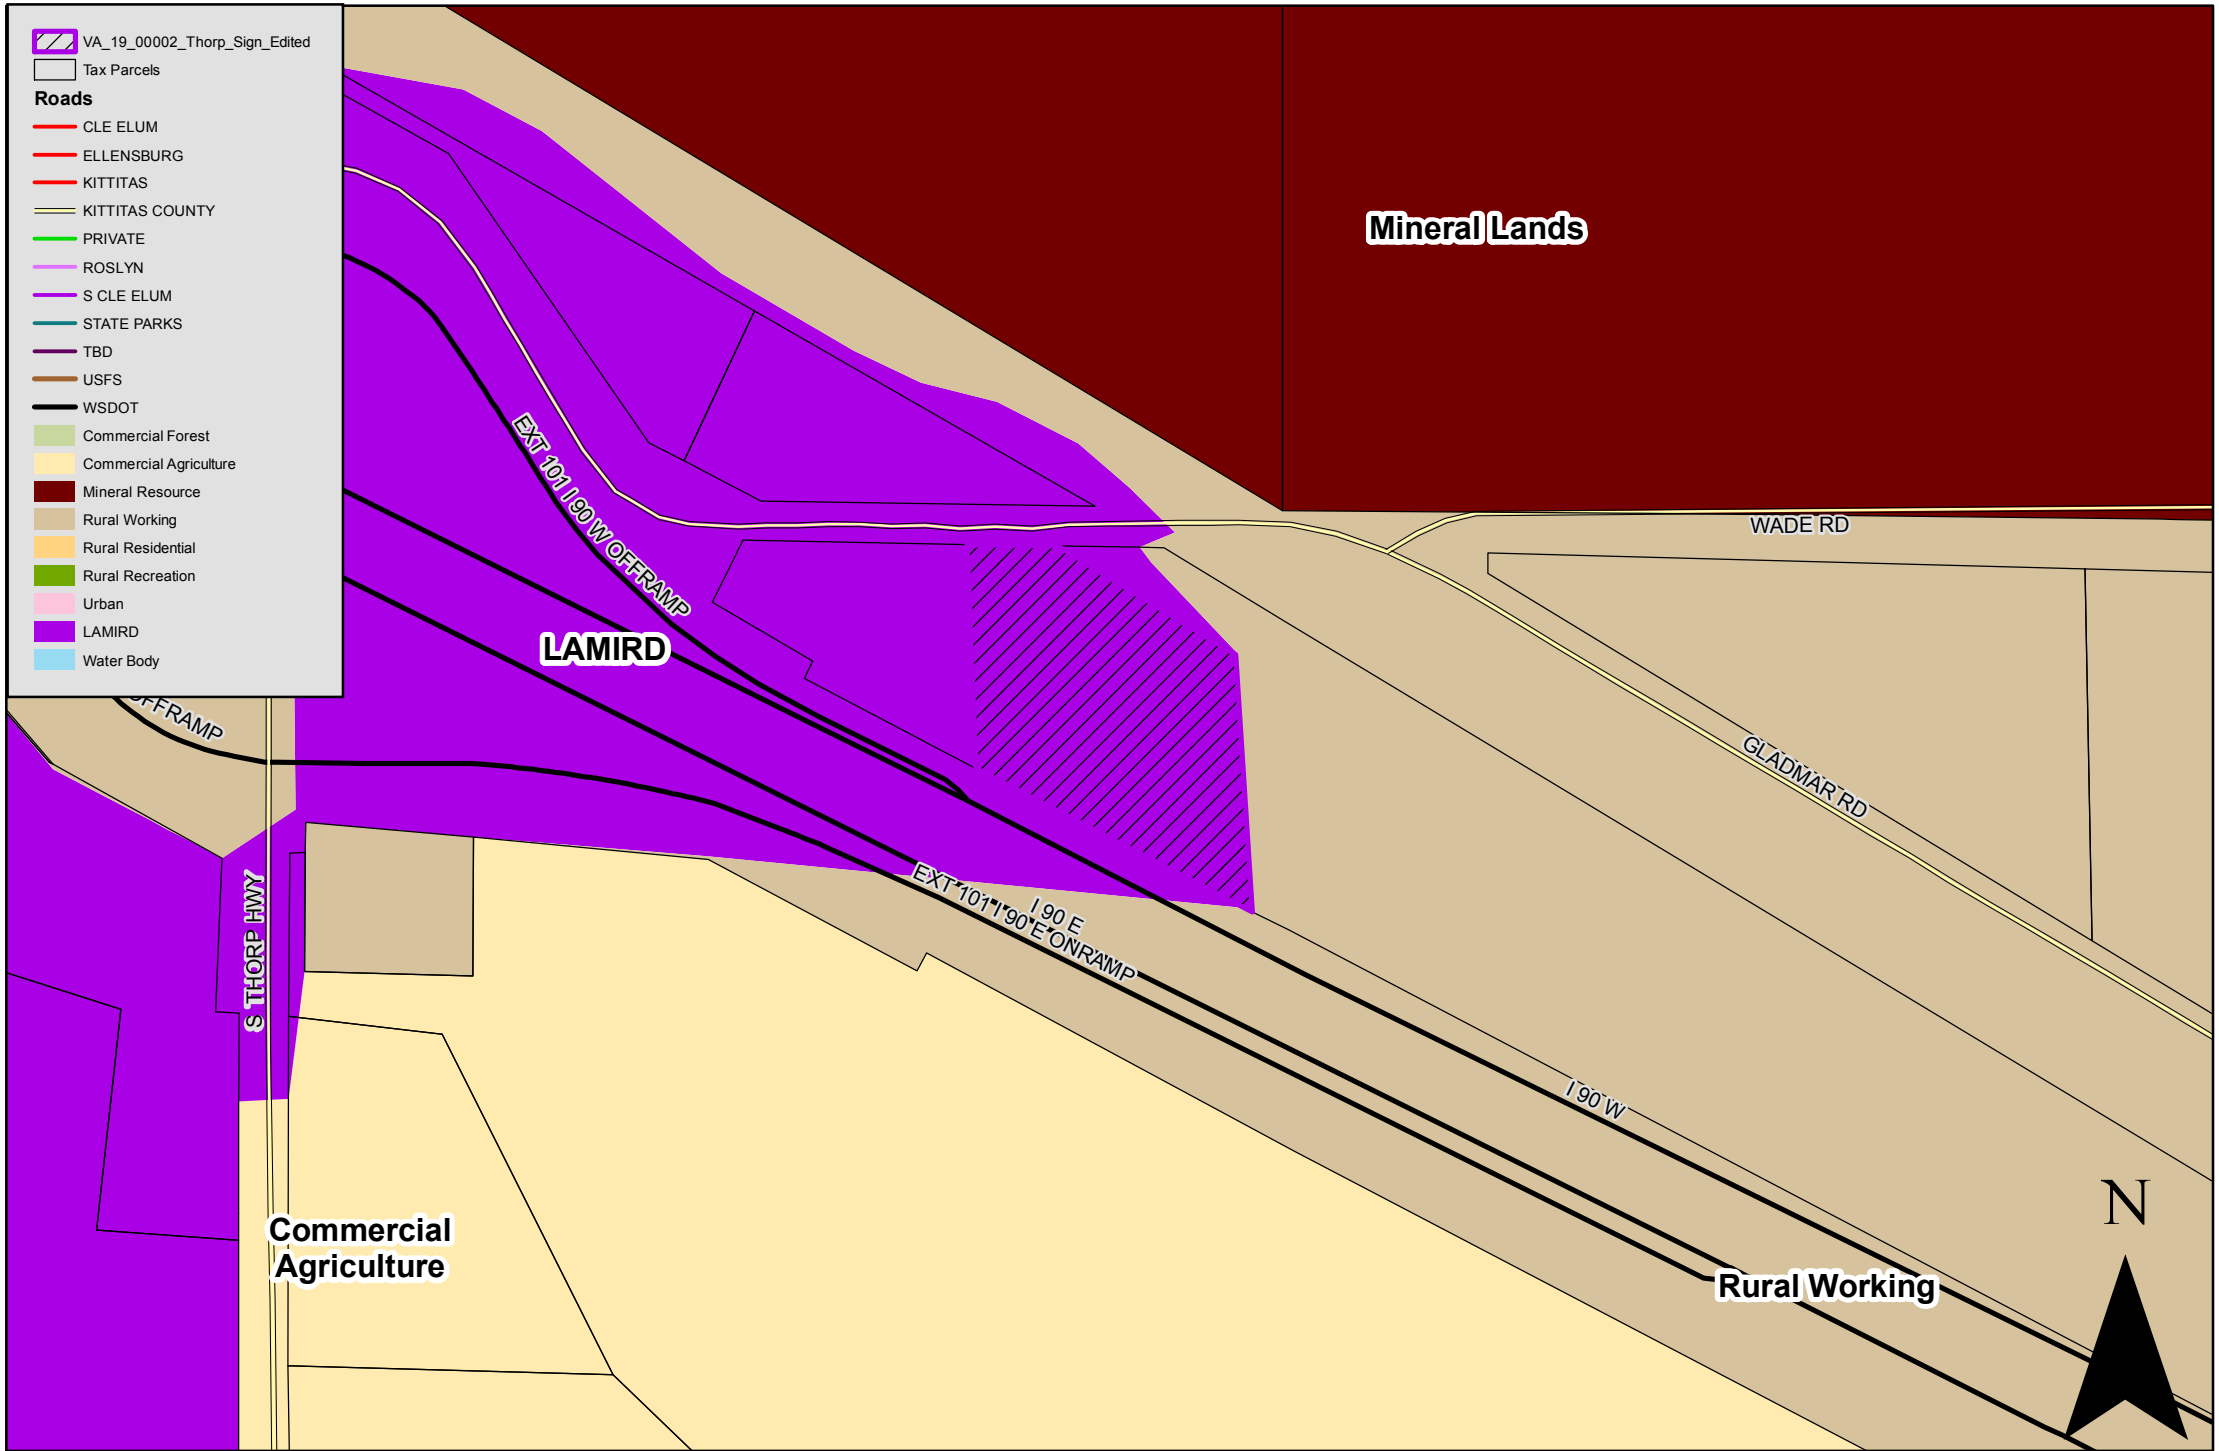 VA_19_00002_Thorp_Sign_Edited
Tax Parcels
Roads
CLE ELUM
ELLENSBURG
KITTITAS
KITTITAS COUNTY
PRIVATE
ROSLYN
S CLE ELUM
STATE PARKS
TBD
USFS
WSDOT
Commercial Forest
Commercial Agriculture
Mineral Resource
Rural Working
Rural Residential
Rural Recreation
Urban
LAMIRD
Water Body
Mineral Lands
WADE RD
EXT 101 I 90 W OFFRAMP
LAMIRD
OFFRAMP
GLADMAR RD
S THORP HWY
I 90 E
EXT 101 I 90 E ONRAMP
I 90 W
Commercial
Agriculture
Rural Working
N